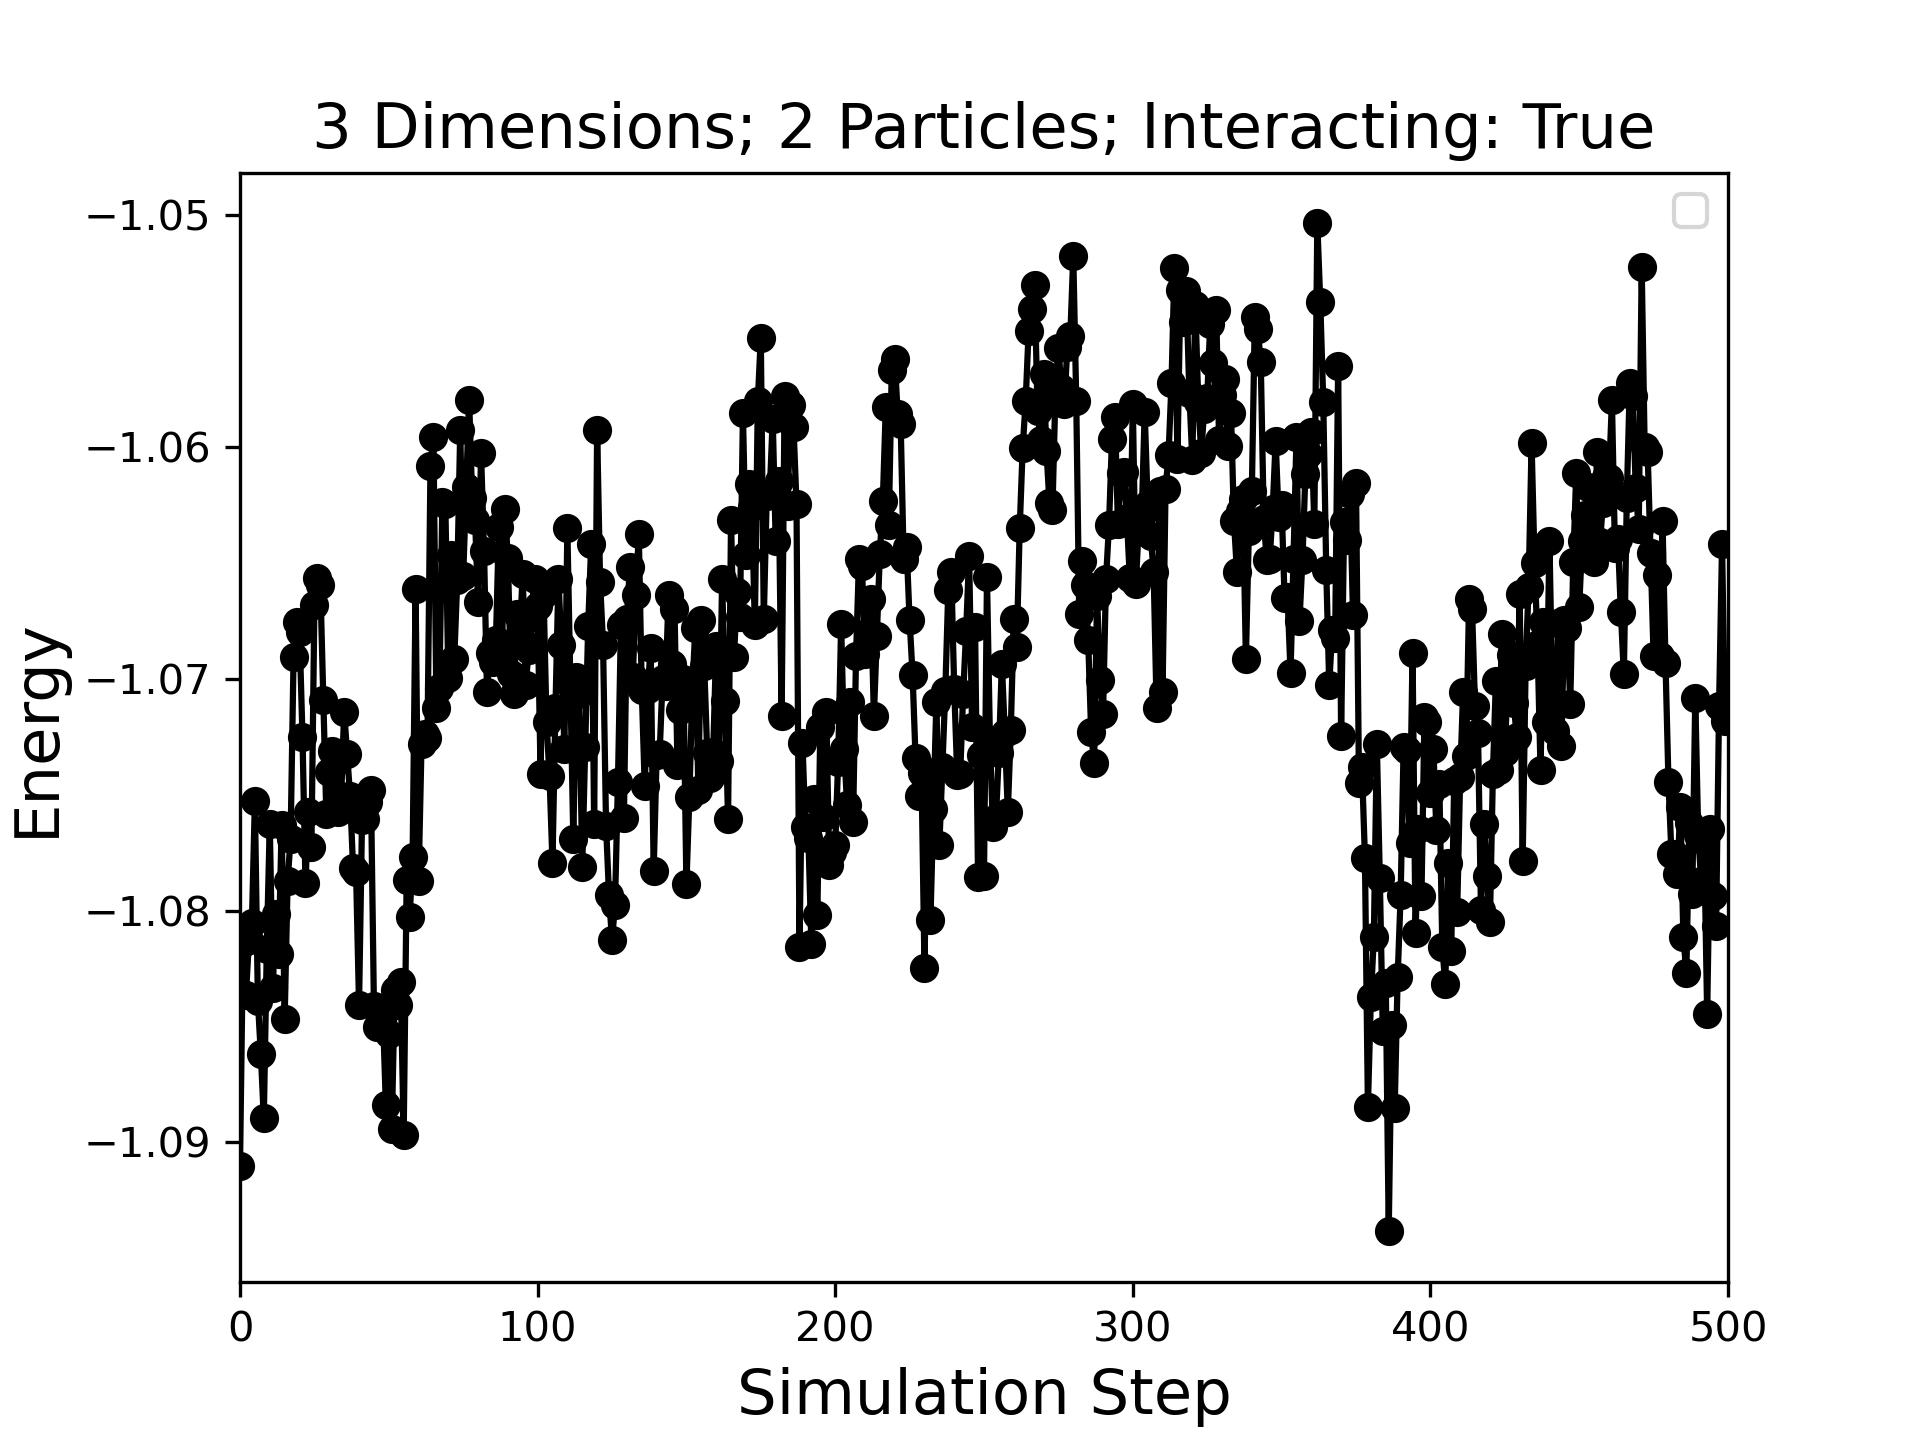 3 Dimensions; 2 Particles; Interacting: True
−1.05
−1.06
−1.07
−1.08
−1.09
Energy
0 100 200 300 400 500
Simulation Step